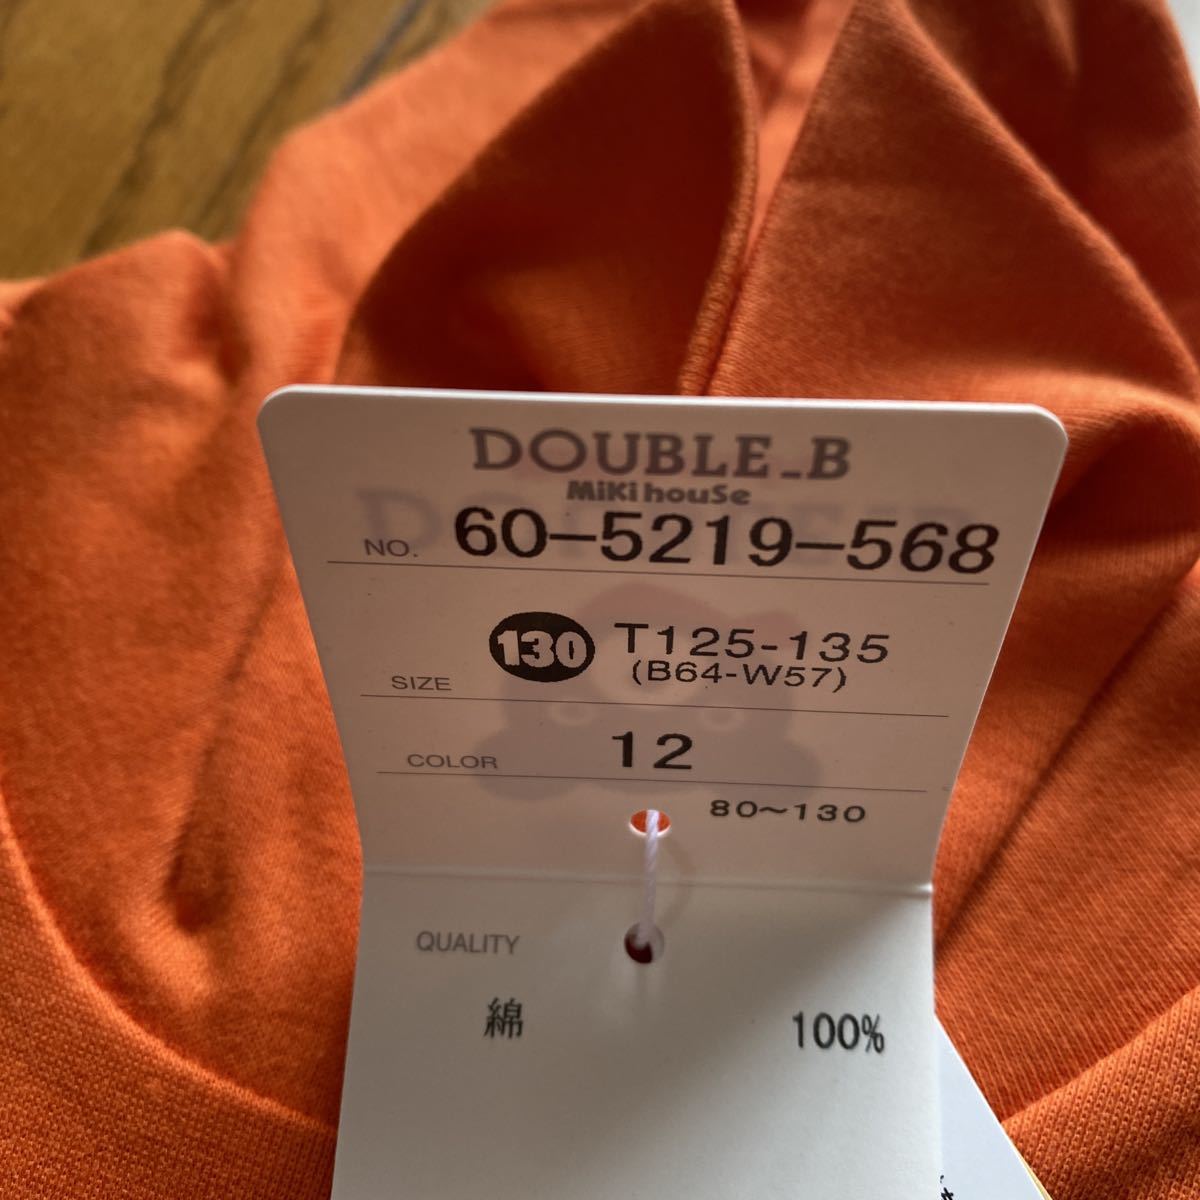 DOUBLE_B
MiKi houSe
NO. 60-5219-568
130 T125-135
(B64-W57)
SIZE
COLOR 12
80～130
QUALITY
綿 100%